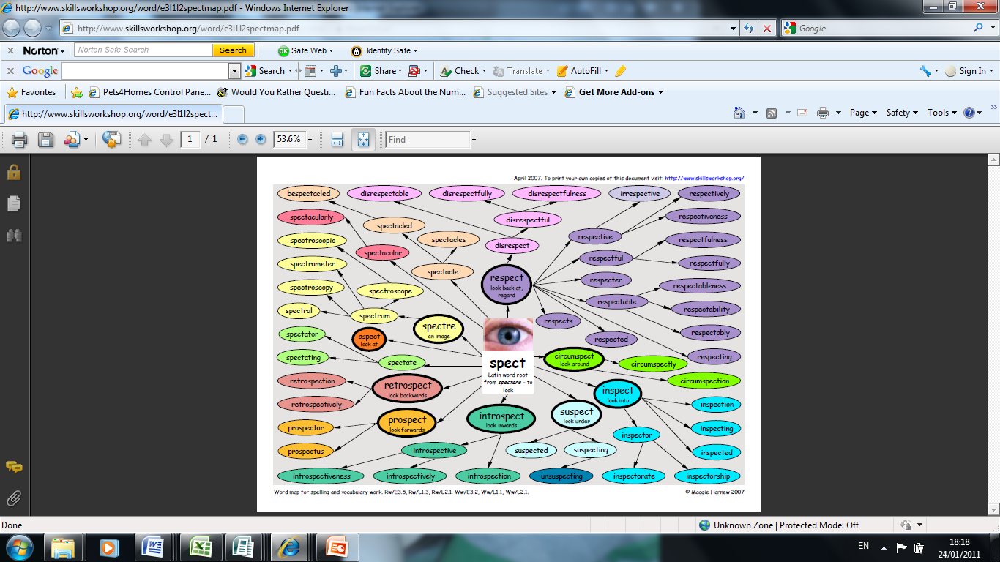 http://www.skillsworkshop.org/word/e3l1l2spectmap.pdf - Windows Internet Explorer
http://www.skillsworkshop.org/word/e3l1l2spectmap.pdf
Google
x Norton
Norton Safe Search
Search
OK Safe Web
Identity Safe
x Google
Search
Share
Check
Translate
AutoFill
Sign In
Favorites
Pets4Homes Control Pane...
Would You Rather Questi...
Fun Facts About the Num...
Suggested Sites
Get More Add-ons
http://www.skillsworkshop.org/word/e3l1l2spect...
Page
Safety
Tools
1 / 1
53.6%
Find
April 2007. To print your own copies of this document visit: http://www.skillsworkshop.org/
bespectacled
disrespectable
disrespectfully
disrespectfulness
irrespective
respectively
spectacularly
spectacled
disrespectful
respectiveness
spectroscopic
spectacles
disrespect
respective
respectfulness
spectacular
spectrometer
spectacle
respectful
respectfully
respect
look back at,
regard
respecter
spectroscopy
spectroscope
respectableness
respectable
spectral
spectrum
respectability
spectre
an image
respects
spectator
aspect
look at
respected
respectably
spectating
spectate
circumspect
look around
circumspectly
respecting
spect
Latin word root
from spectare - to
look
retrospection
retrospect
look backwards
circumspection
inspect
look into
retrospectively
inspection
prospector
prospect
look forwards
introspect
look inwards
suspect
look under
inspecting
inspector
prospectus
introspective
suspected
suspecting
inspected
introspectiveness
introspectively
introspection
unsuspecting
inspectorate
inspectorship
Word map for spelling and vocabulary work. Rw/E3.5, Rw/L1.3, Rw/L2.1. Ww/E3.2, Ww/L1.1, Ww/L2.1.
© Maggie Harnew 2007
Done
Unknown Zone | Protected Mode: Off
EN
18:18
24/01/2011